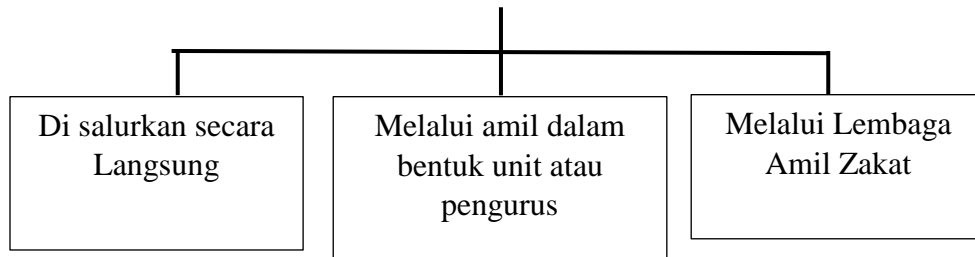 Di salurkan secara
Langsung
Melalui amil dalam
bentuk unit atau
pengurus
Melalui Lembaga
Amil Zakat